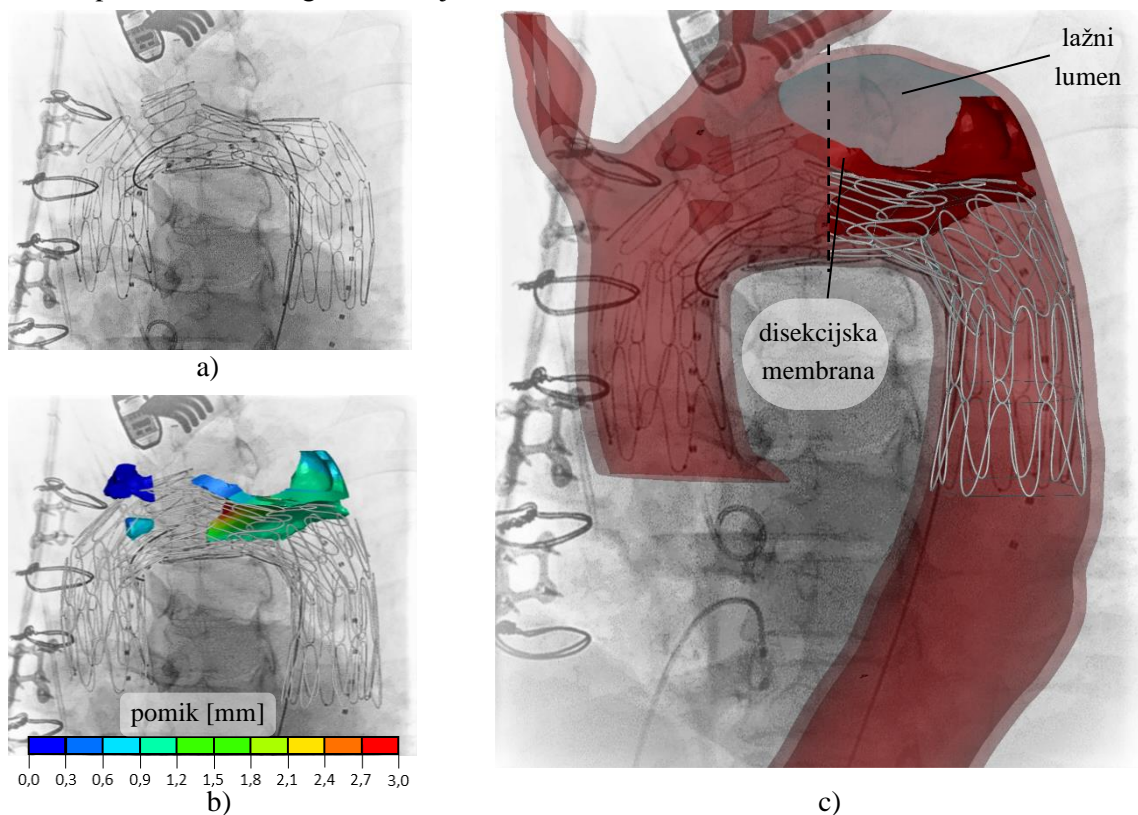 a)
pomik [mm]
0,0 0,3 0,6 0,9 1,2 1,5 1,8 2,1 2,4 2,7 3,0
b)
lažni
lumen
disekcijska
membrana
c)